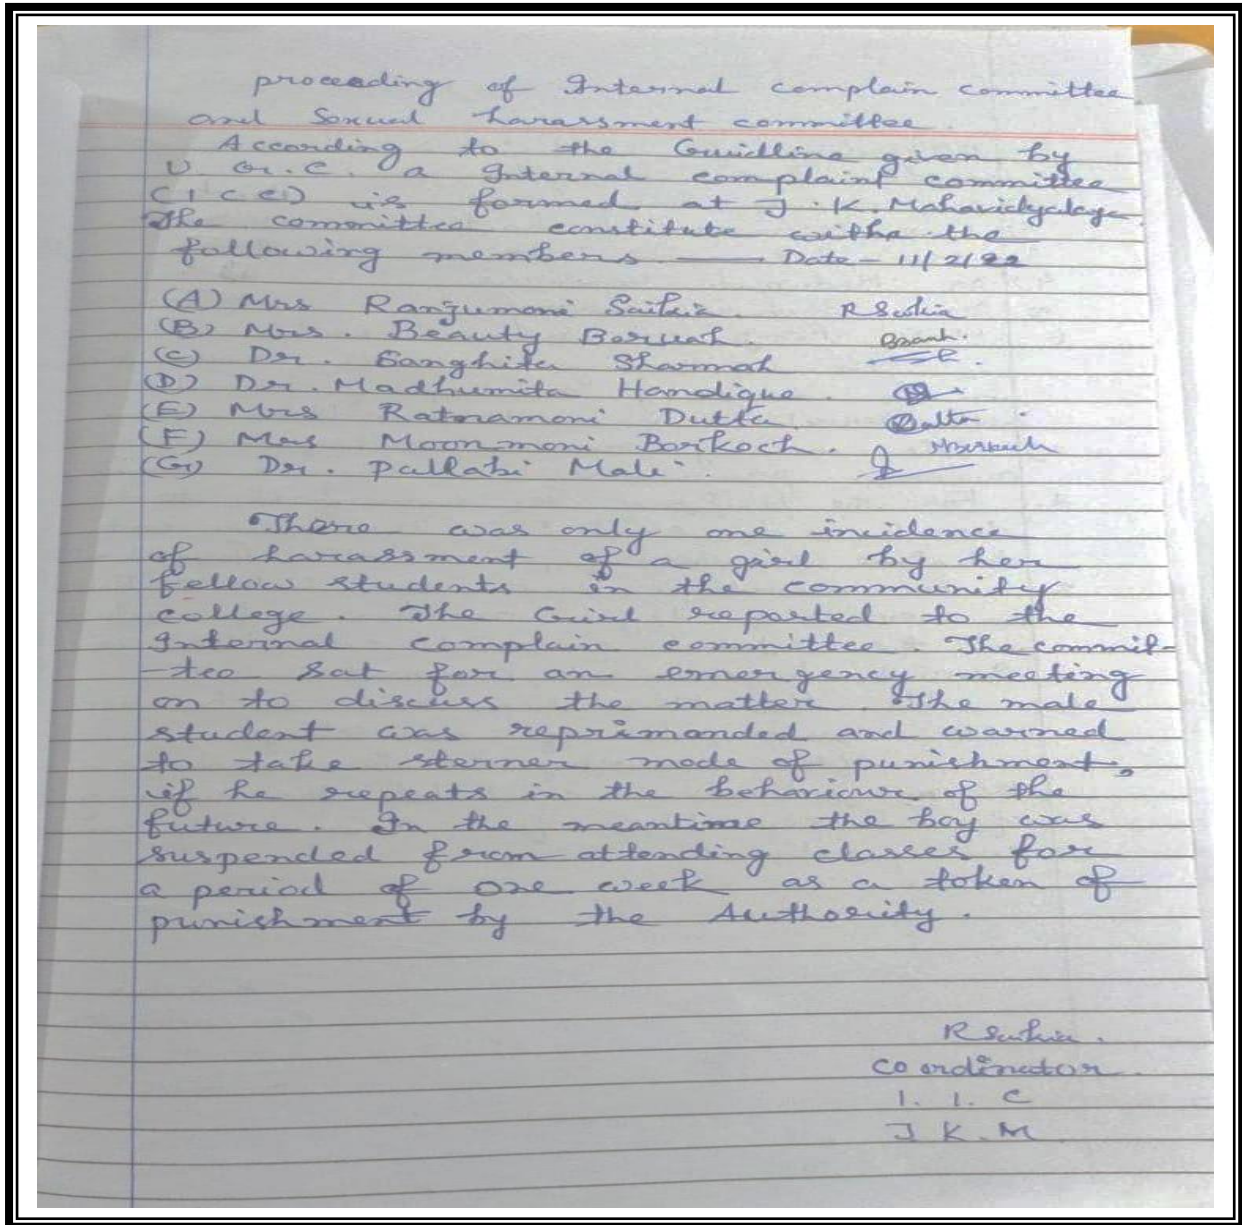 proceeding of Internal complain committee
and Sexual harassment committee.
According to the Guidline given by
U.G.C. a Internal complaint committee
(ICC) is formed at J.K. Mahavidyalaya
The committee constitute withe the
following members — Date - 11/2/22
(A) Mrs Ranjumoni Saikia. R Saikia
(B) Mrs. Beauty Boruah.
(C) Dr. Sanghita Sharmah
(D) Dr. Madhumita Handique.
(E) Mrs Ratnamoni Dutta. Dutta
(F) Mrs Moonmoni Borkoch.
(G) Dr. Pallabi Mali.
There was only one incidence
of harassment of a girl by her
fellow students in the community
college. The Girl reported to the
Internal complain committee. The commit-
-tee sat for an emergency meeting
on to discuss the matter. The male
student was reprimanded and warned
to take sterner mode of punishment,
if he repeats in the behaviour of the
future. In the meantime the boy was
suspended from attending classes for
a period of one week as a token of
punishment by the Authority.
R Saikia.
Coordinator
I. I. C
J K. M